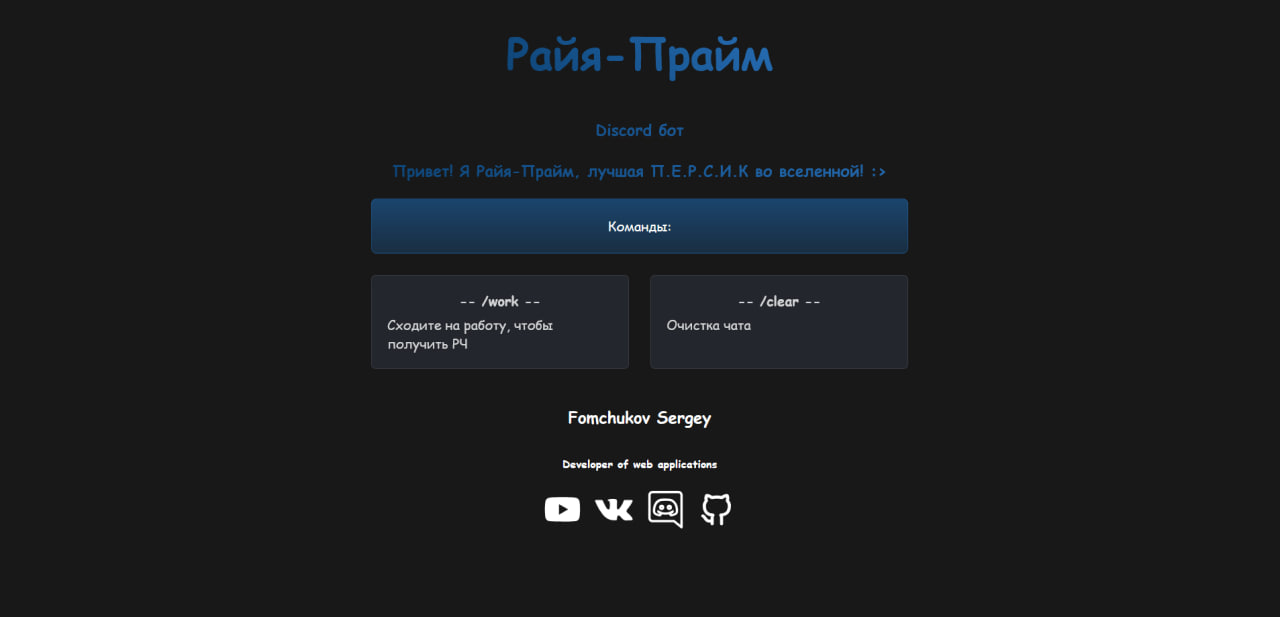 Райя-Прайм
Discord бот
Привет! Я Райя-Прайм, лучшая П.Е.Р.С.И.К во вселенной! :>
Команды:
-- /work --
Сходите на работу, чтобы
получить РЧ
-- /clear --
Очистка чата
Fomchukov Sergey
Developer of web applications